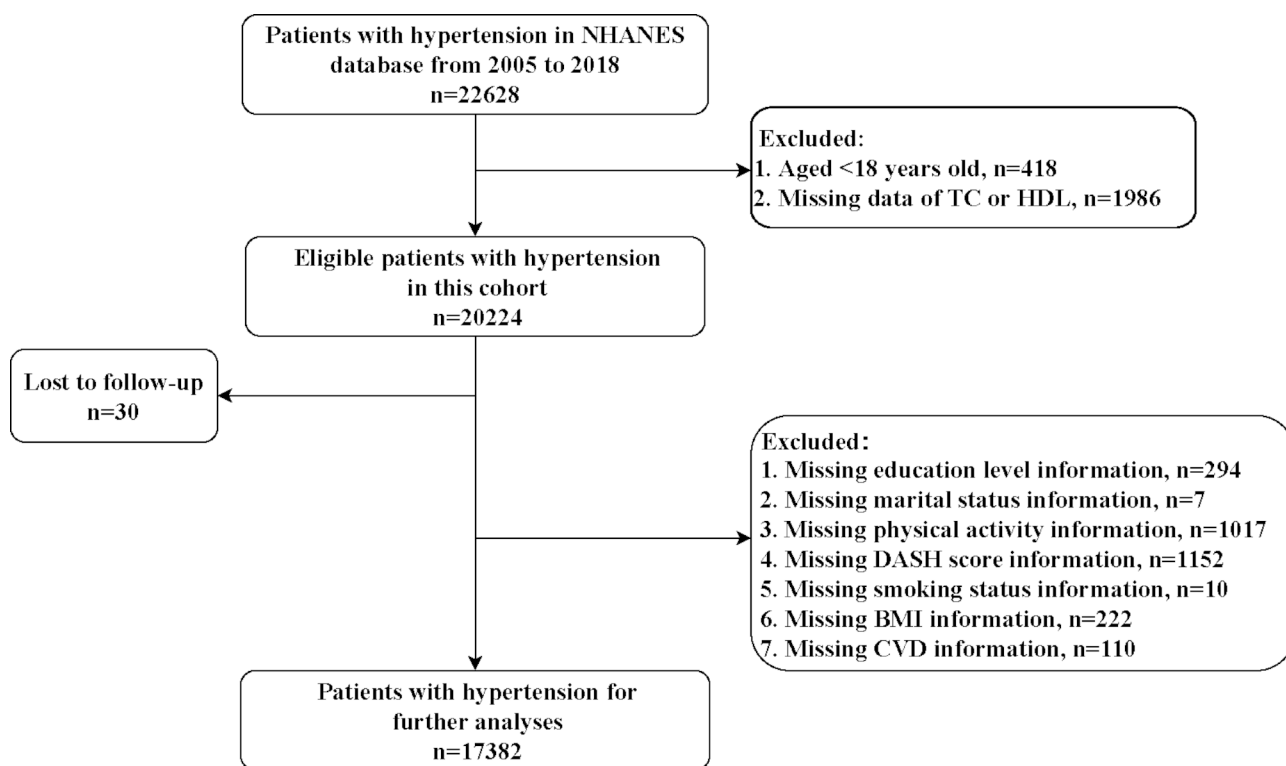 Patients with hypertension in NHANES
database from 2005 to 2018
n=22628
Excluded:
1. Aged <18 years old, n=418
2. Missing data of TC or HDL, n=1986
Eligible patients with hypertension
in this cohort
n=20224
Lost to follow-up
n=30
Excluded:
1. Missing education level information, n=294
2. Missing marital status information, n=7
3. Missing physical activity information, n=1017
4. Missing DASH score information, n=1152
5. Missing smoking status information, n=10
6. Missing BMI information, n=222
7. Missing CVD information, n=110
Patients with hypertension for
further analyses
n=17382